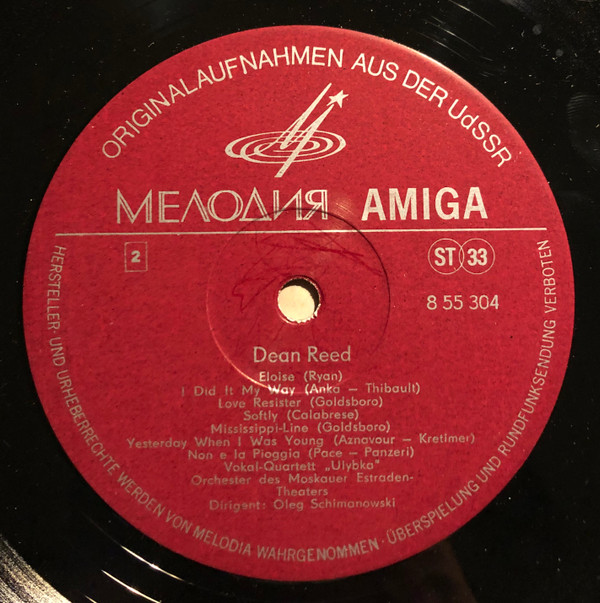 ORIGINALAUFNAHMEN AUS DER UdSSR
МЕЛОДИЯ AMIGA
2
ST 33
8 55 304
Dean Reed
Eloise (Ryan)
I Did It My Way (Anka — Thibault)
Love Resister (Goldsboro)
Softly (Calabrese)
Mississippi-Line (Goldsboro)
Yesterday When I Was Young (Aznavour — Kretimer)
Non e la Pioggia (Pace — Panzeri)
Vokal-Quartett „Ulybka"
Orchester des Moskauer Estraden-
Theaters
Dirigent: Oleg Schimanowski
HERSTELLER- UND URHEBERRECHTE WERDEN VON MELODIA WAHRGENOMMEN · ÜBERSPIELUNG UND RUNDFUNKSENDUNG VERBOTEN